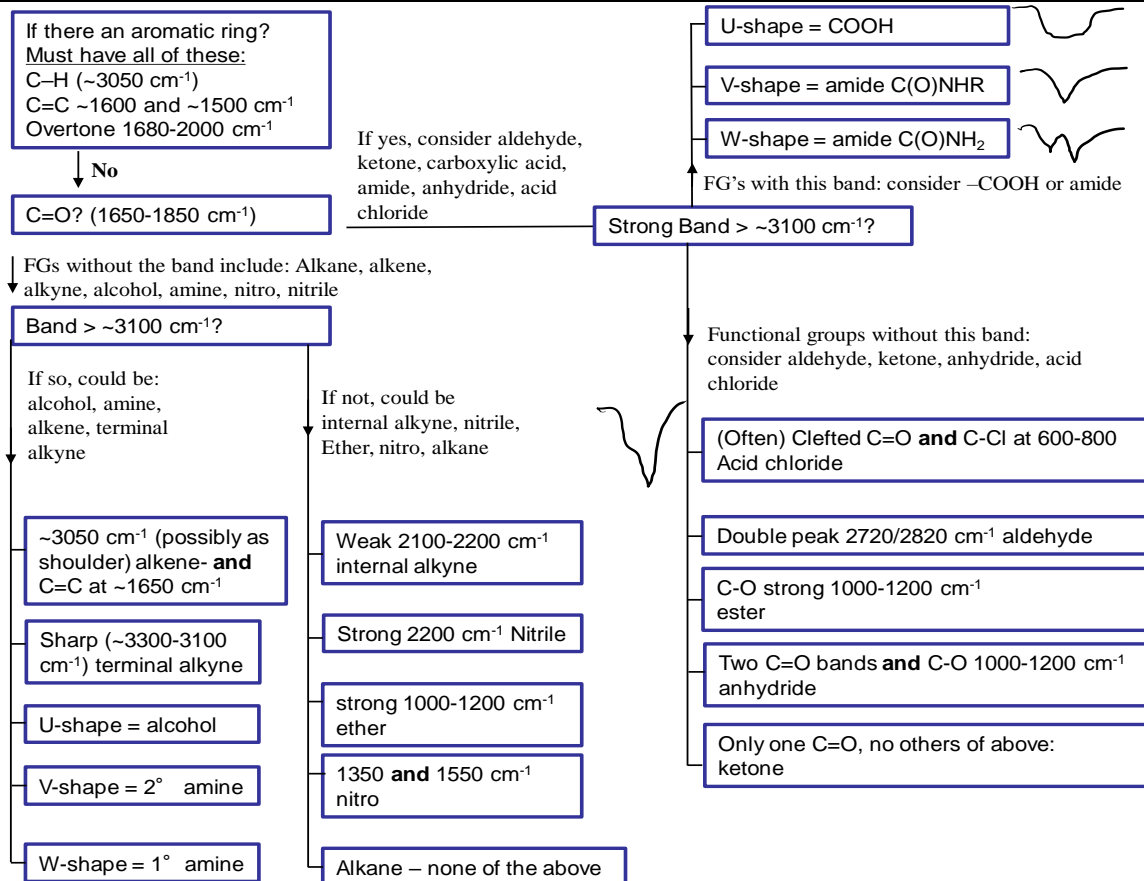 If there an aromatic ring?
Must have all of these:
C–H (~3050 cm⁻¹)
C=C ~1600 and ~1500 cm⁻¹
Overtone 1680-2000 cm⁻¹
No
C=O? (1650-1850 cm⁻¹)
If yes, consider aldehyde,
ketone, carboxylic acid,
amide, anhydride, acid
chloride
U-shape = COOH
V-shape = amide C(O)NHR
W-shape = amide C(O)NH₂
FG's with this band: consider –COOH or amide
Strong Band > ~3100 cm⁻¹?
FGs without the band include: Alkane, alkene,
alkyne, alcohol, amine, nitro, nitrile
Band > ~3100 cm⁻¹?
If so, could be:
alcohol, amine,
alkene, terminal
alkyne
~3050 cm⁻¹ (possibly as
shoulder) alkene- and
C=C at ~1650 cm⁻¹
Sharp (~3300-3100
cm⁻¹) terminal alkyne
U-shape = alcohol
V-shape = 2° amine
W-shape = 1° amine
If not, could be
internal alkyne, nitrile,
Ether, nitro, alkane
Weak 2100-2200 cm⁻¹
internal alkyne
Strong 2200 cm⁻¹ Nitrile
strong 1000-1200 cm⁻¹
ether
1350 and 1550 cm⁻¹
nitro
Alkane – none of the above
Functional groups without this band:
consider aldehyde, ketone, anhydride, acid
chloride
(Often) Clefted C=O and C-Cl at 600-800
Acid chloride
Double peak 2720/2820 cm⁻¹ aldehyde
C-O strong 1000-1200 cm⁻¹
ester
Two C=O bands and C-O 1000-1200 cm⁻¹
anhydride
Only one C=O, no others of above:
ketone